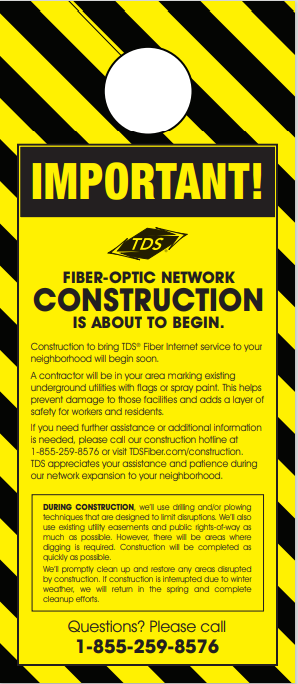 IMPORTANT!
TDS
FIBER-OPTIC NETWORK
CONSTRUCTION
IS ABOUT TO BEGIN.
Construction to bring TDS® Fiber Internet service to your
neighborhood will begin soon.
A contractor will be in your area marking existing
underground utilities with flags or spray paint. This helps
prevent damage to those facilities and adds a layer of
safety for workers and residents.
If you need further assistance or additional information
is needed, please call our construction hotline at
1-855-259-8576 or visit TDSFiber.com/construction.
TDS appreciates your assistance and patience during
our network expansion to your neighborhood.
DURING CONSTRUCTION, we'll use drilling and/or plowing
techniques that are designed to limit disruptions. We'll also
use existing utility easements and public rights-of-way as
much as possible. However, there will be areas where
digging is required. Construction will be completed as
quickly as possible.
We'll promptly clean up and restore any areas disrupted
by construction. If construction is interrupted due to winter
weather, we will return in the spring and complete
cleanup efforts.
Questions? Please call
1-855-259-8576